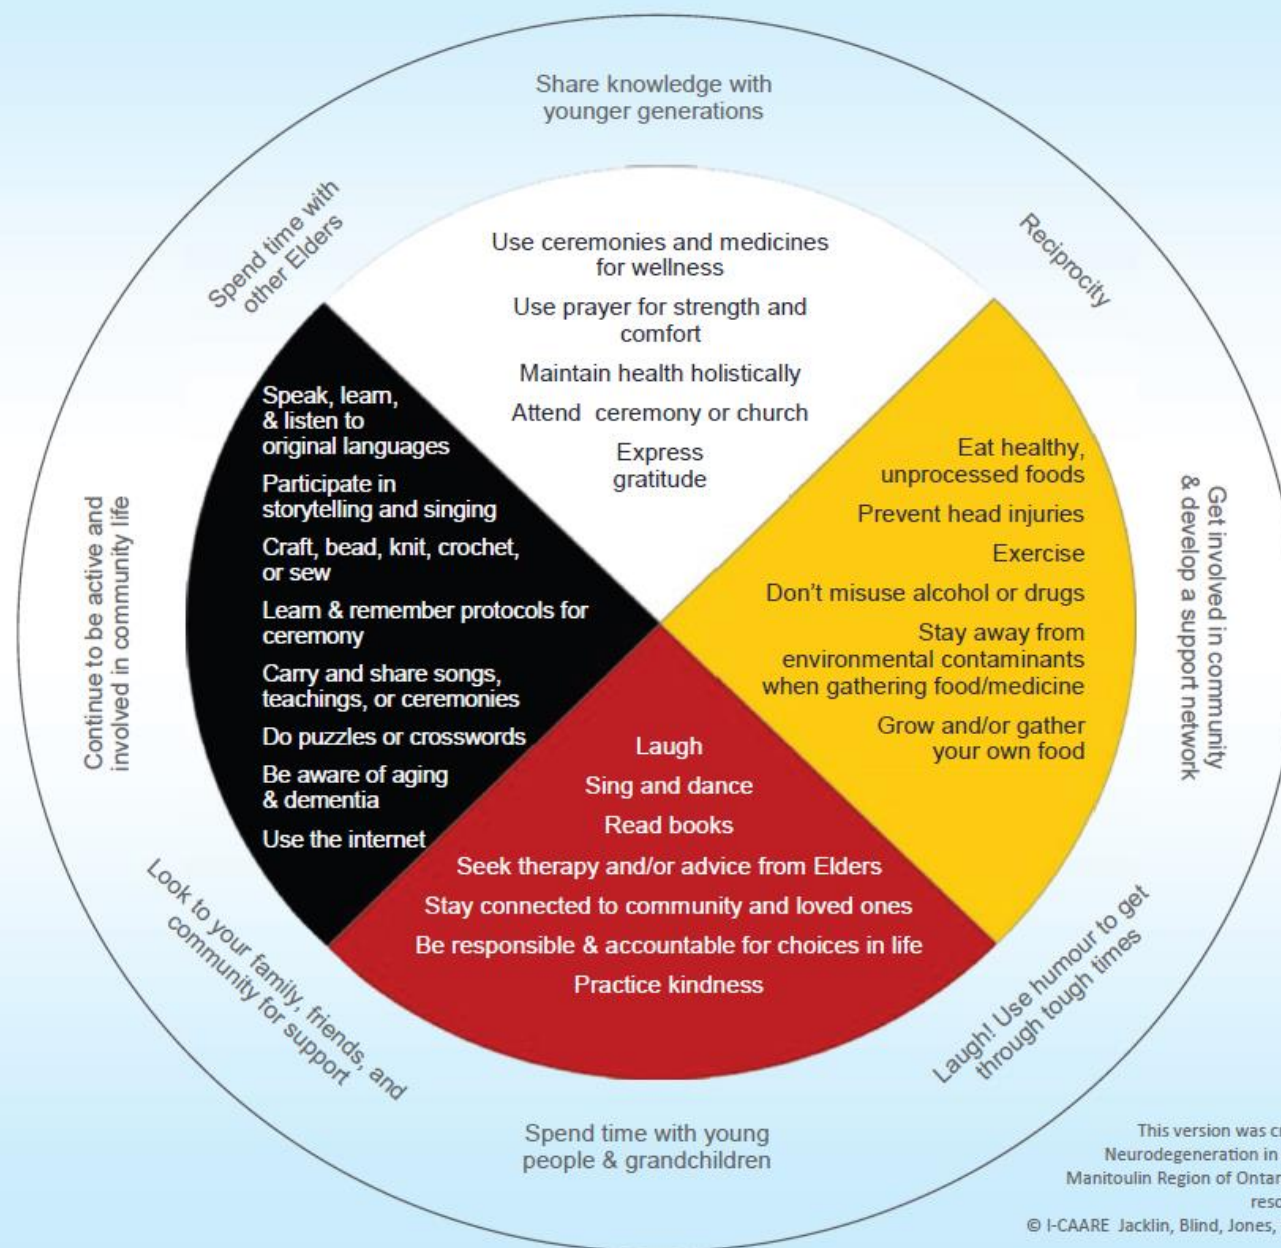 Share knowledge with
younger generations
Spend time with
other Elders
Reciprocity
Use ceremonies and medicines
for wellness
Use prayer for strength and
comfort
Maintain health holistically
Attend ceremony or church
Express
gratitude
Speak, learn,
& listen to
original languages
Participate in
storytelling and singing
Craft, bead, knit, crochet,
or sew
Learn & remember protocols for
ceremony
Carry and share songs,
teachings, or ceremonies
Do puzzles or crosswords
Be aware of aging
& dementia
Use the internet
Eat healthy,
unprocessed foods
Prevent head injuries
Exercise
Don't misuse alcohol or drugs
Stay away from
environmental contaminants
when gathering food/medicine
Grow and/or gather
your own food
Continue to be active and
involved in community life
Get involved in community
& develop a support network
Laugh
Sing and dance
Read books
Seek therapy and/or advice from Elders
Stay connected to community and loved ones
Be responsible & accountable for choices in life
Practice kindness
Look to your family, friends, and
community for support
Laugh! Use humour to get
through tough times
Spend time with young
people & grandchildren
This version was
Neurodegeneration in
Manitoulin Region of
© I-CAARE Jacklin, Blind, Jones,